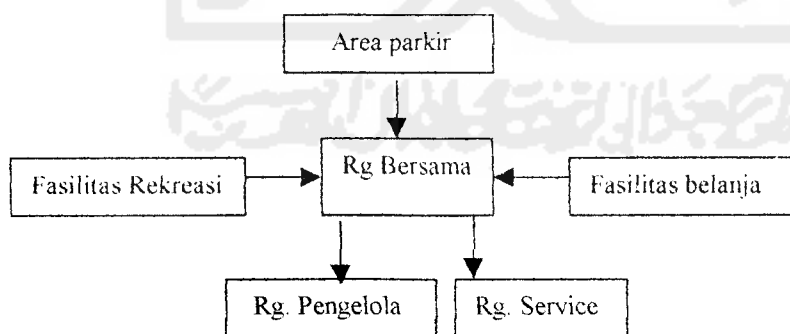 Area parkir
Fasilitas Rekreasi
Rg Bersama
Fasilitas belanja
Rg. Pengelola
Rg. Service